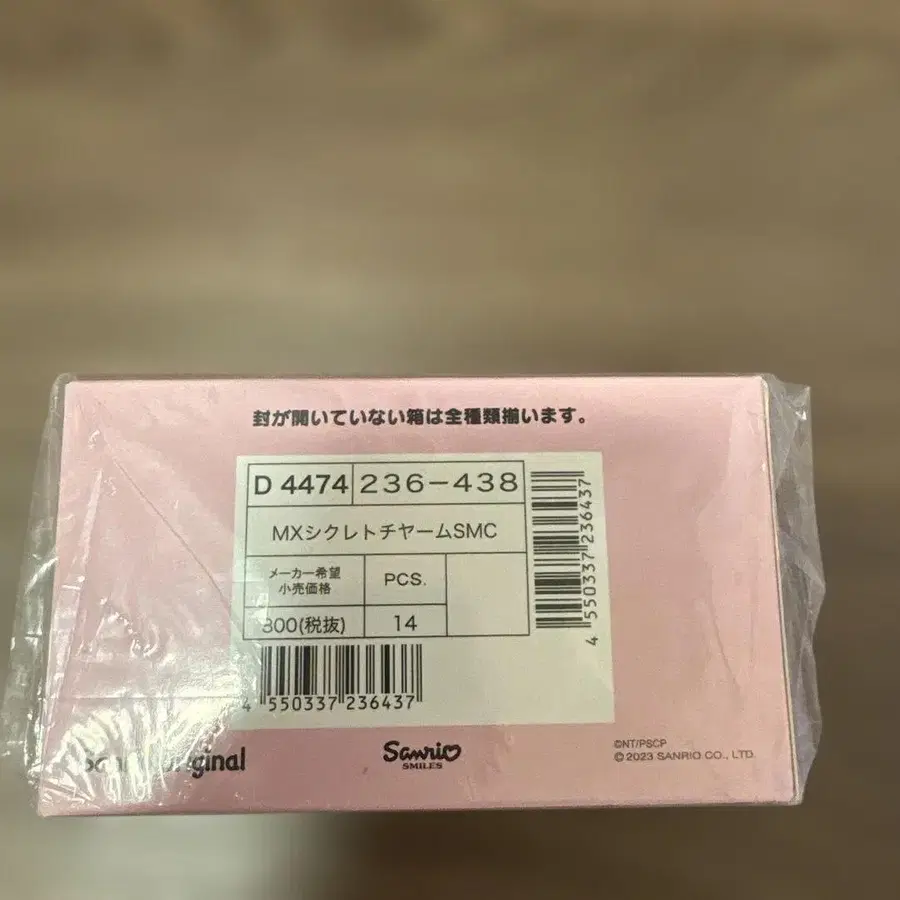 封が開いていない箱は全種類揃います。
D 4474 236-438
MXシクレトチヤームSMC
メーカー希望
小売価格
PCS.
800(税抜) 14
4 550337 236437
4 550337 236437
Sanrio Original
Sanrio
SMILES
©NT/PSCP
© 2023 SANRIO CO., LTD.